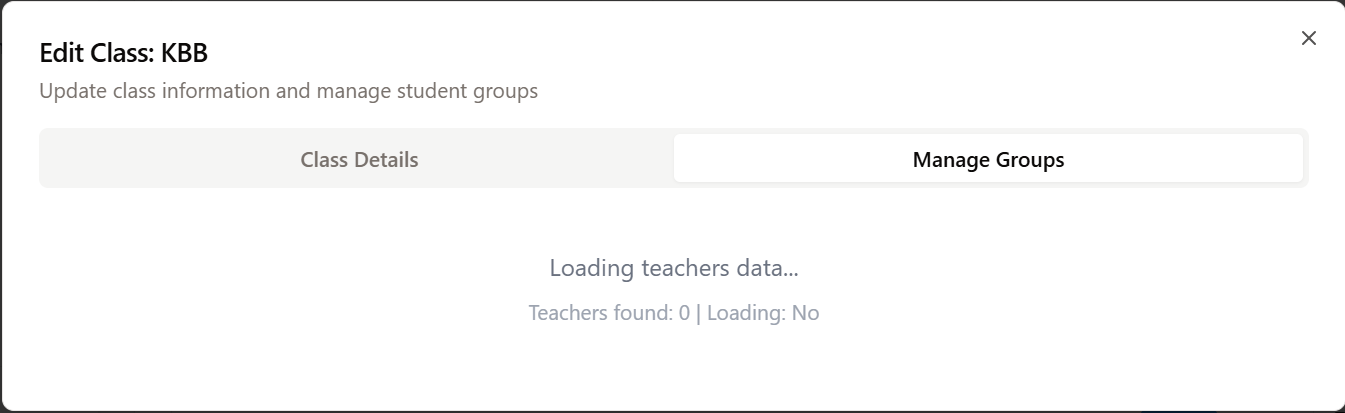 Edit Class: KBB
Update class information and manage student groups
Class Details
Manage Groups
Loading teachers data...
Teachers found: 0 | Loading: No